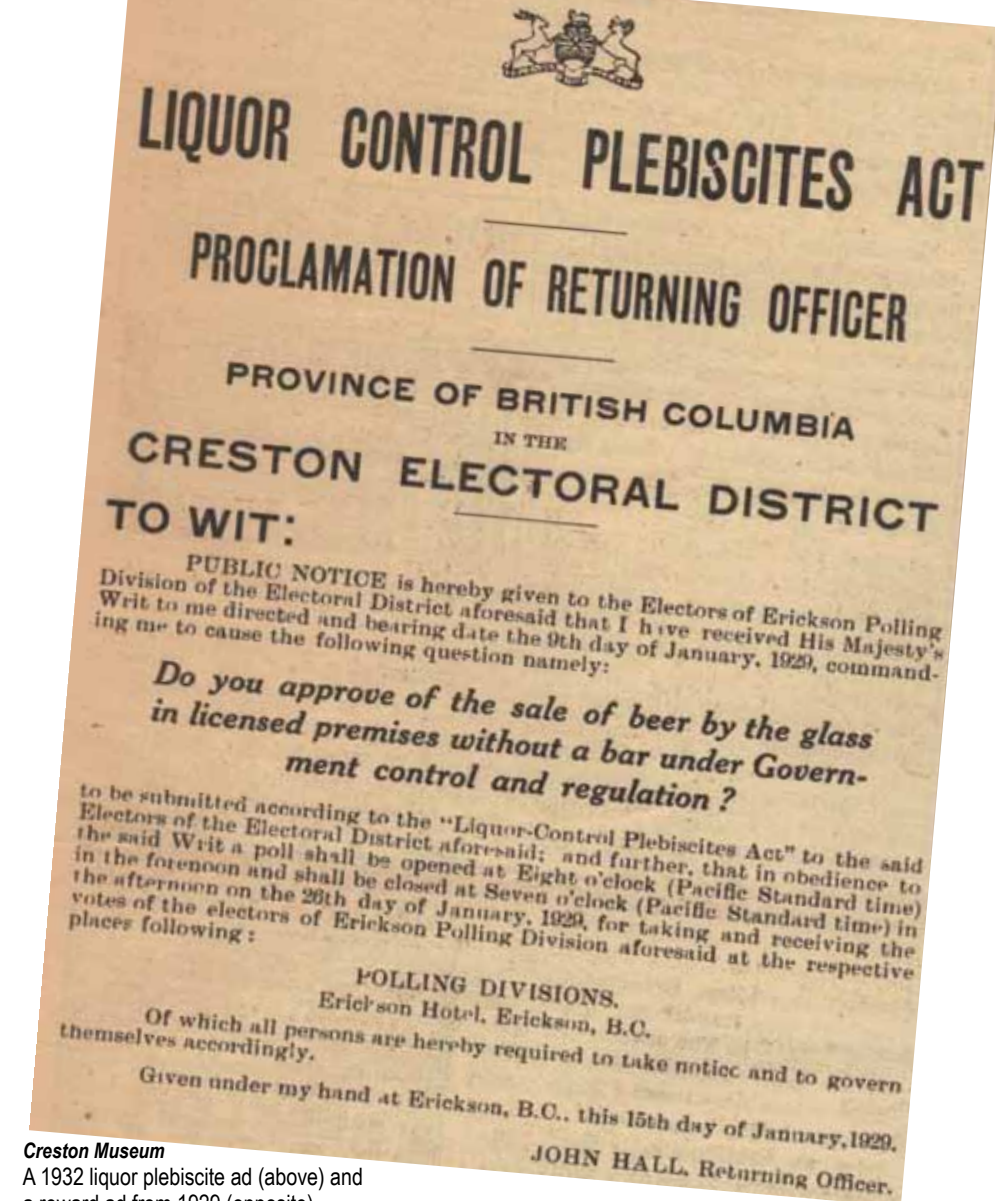 LIQUOR CONTROL PLEBISCITES ACT
PROCLAMATION OF RETURNING OFFICER
PROVINCE OF BRITISH COLUMBIA
IN THE
CRESTON ELECTORAL DISTRICT
TO WIT:
PUBLIC NOTICE is hereby given to the Electors of Erickson Polling
Division of the Electoral District aforesaid that I have received His Majesty's
Writ to me directed and bearing date the 9th day of January, 1929, command-
ing me to cause the following question namely:
Do you approve of the sale of beer by the glass
in licensed premises without a bar under Govern-
ment control and regulation ?
to be submitted according to the "Liquor-Control Plebiscites Act" to the said
Electors of the Electoral District aforesaid; and further, that in obedience to
the said Writ a poll shall be opened at Eight o'clock (Pacific Standard time)
in the forenoon and shall be closed at Seven o'clock (Pacific Standard time) in
the afternoon on the 26th day of January, 1929, for taking and receiving the
votes of the electors of Erickson Polling Division aforesaid at the respective
places following :
POLLING DIVISIONS.
Erickson Hotel, Erickson, B.C.
Of which all persons are hereby required to take notice and to govern
themselves accordingly.
Given under my hand at Erickson, B.C., this 15th day of January, 1929.
JOHN HALL, Returning Officer.
Creston Museum
A 1932 liquor plebiscite ad (above) and
a reward ad from 1929 (opposite)